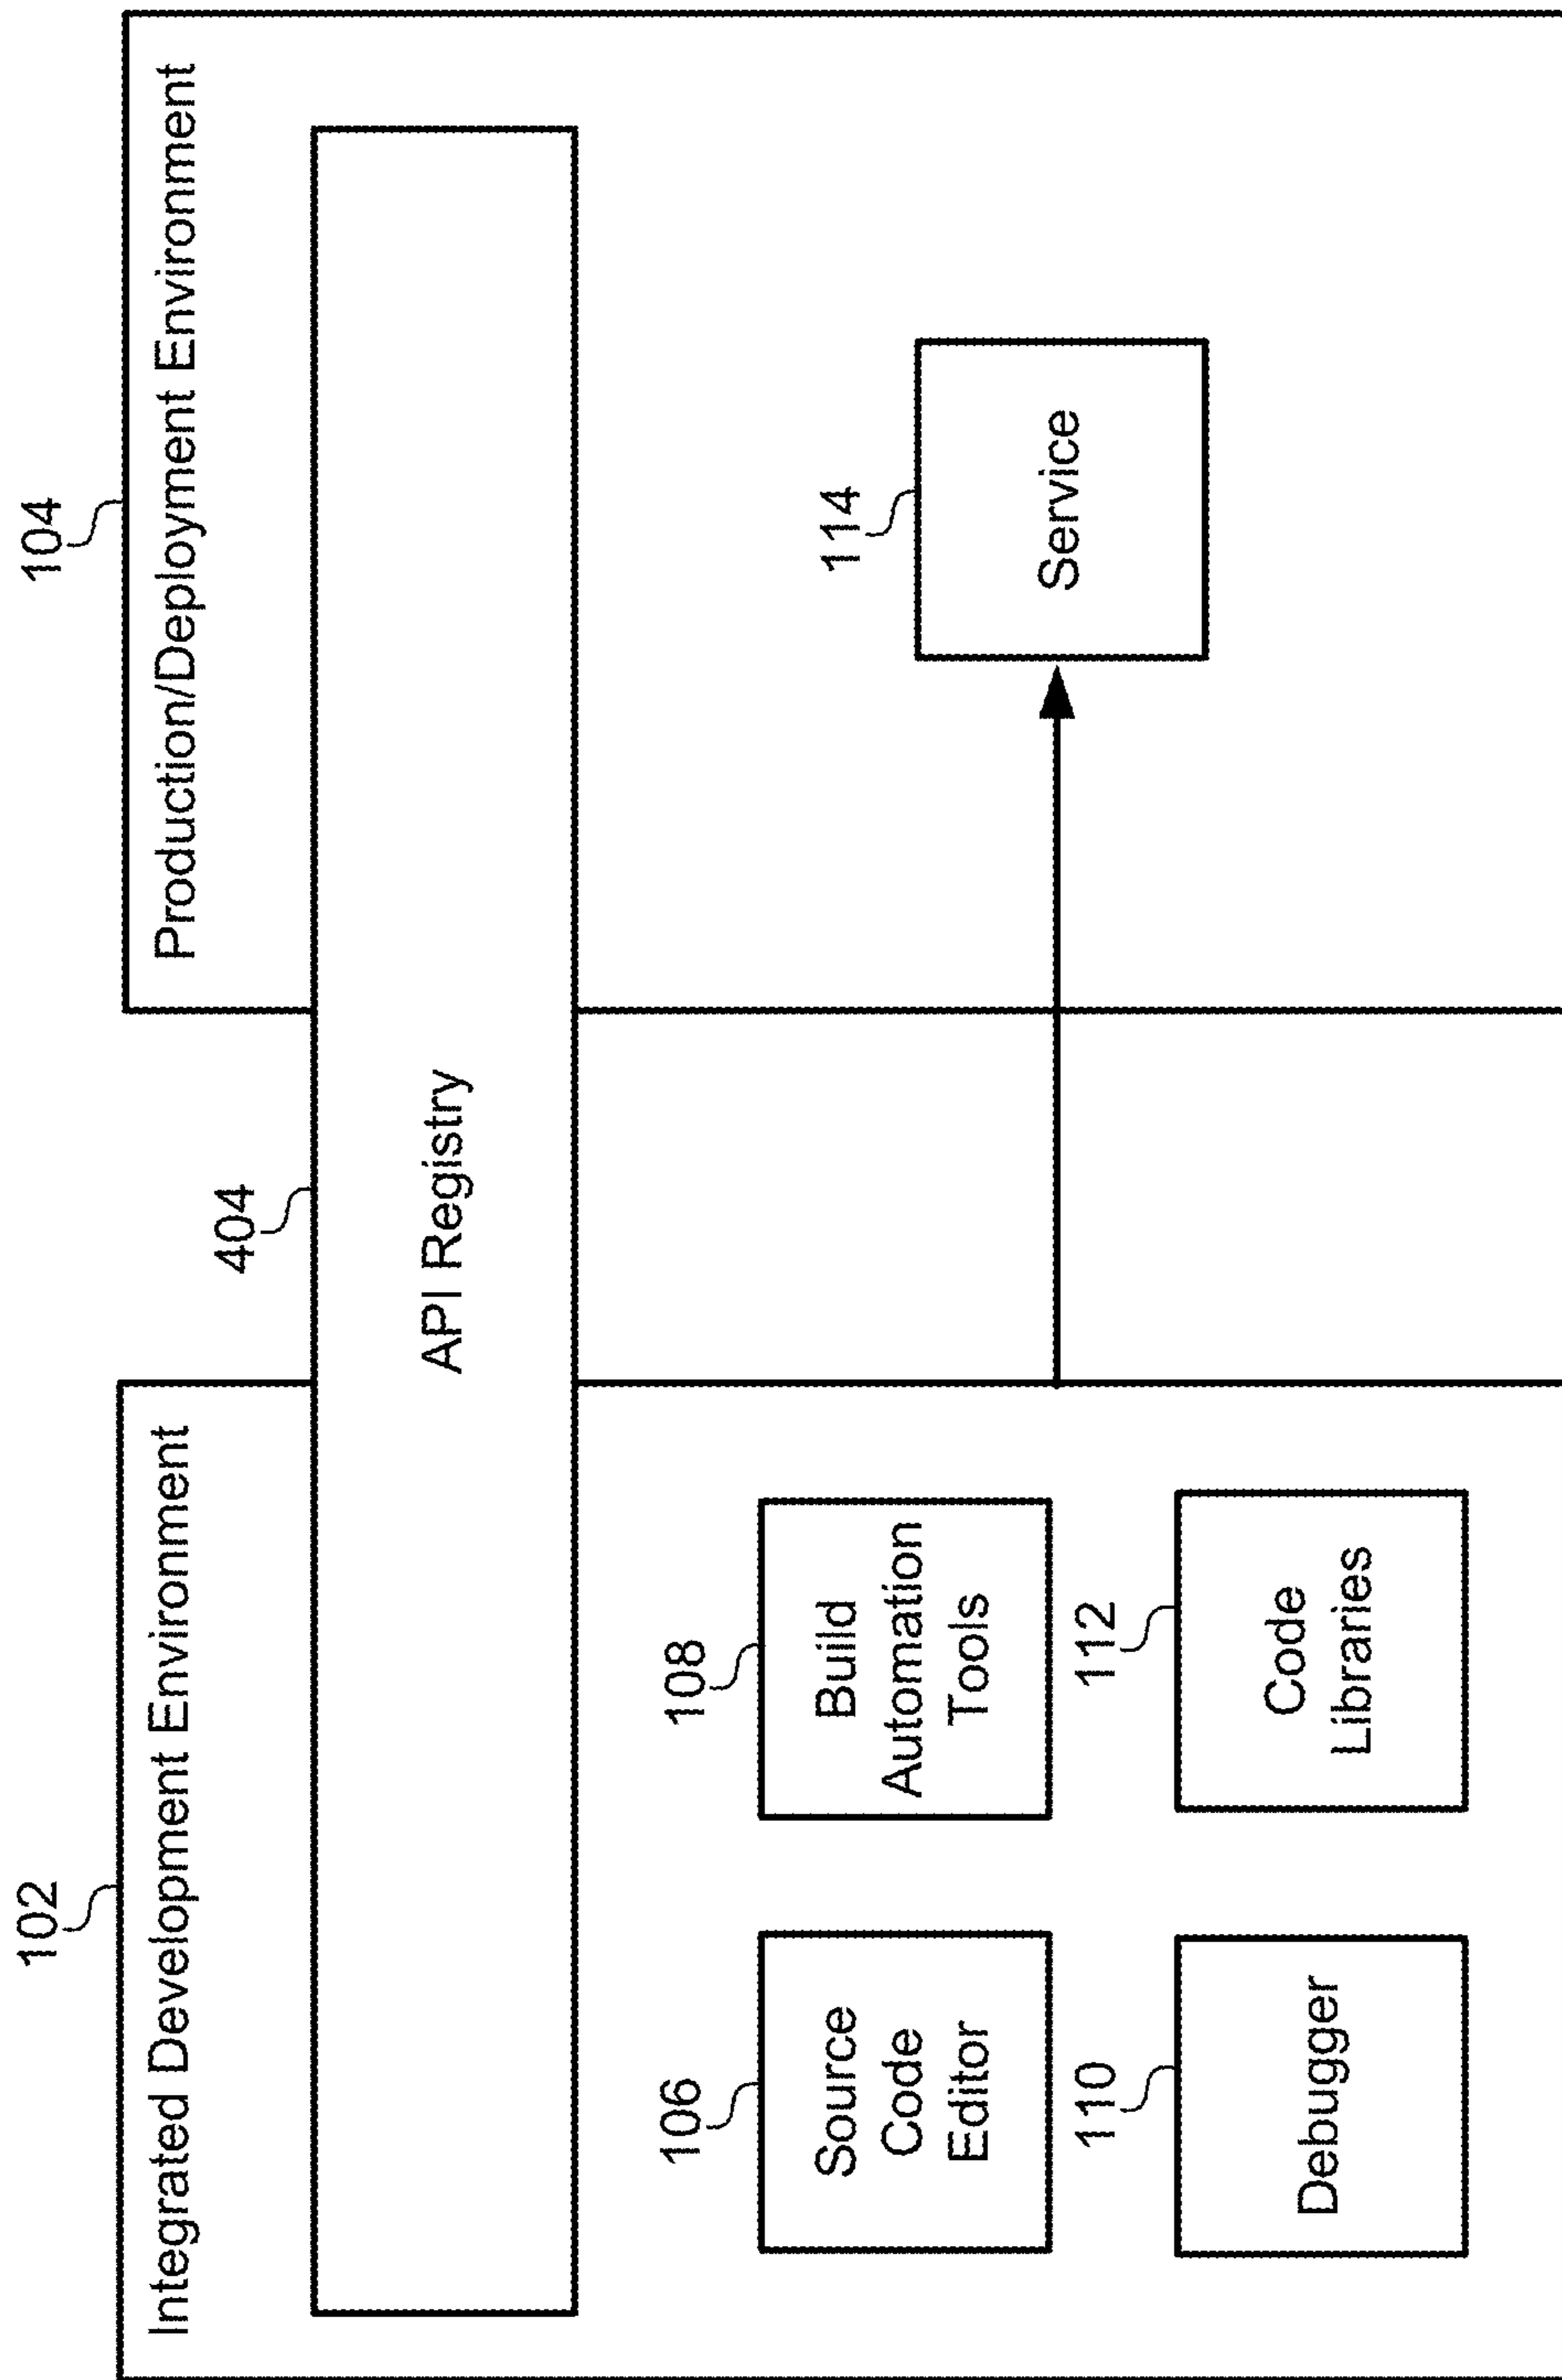 102
Integrated Development Environment
104
Production/Deployment Environment
404
API Registry
106
Source
Code
Editor
108
Build
Automation
Tools
110
Debugger
112
Code
Libraries
114
Service